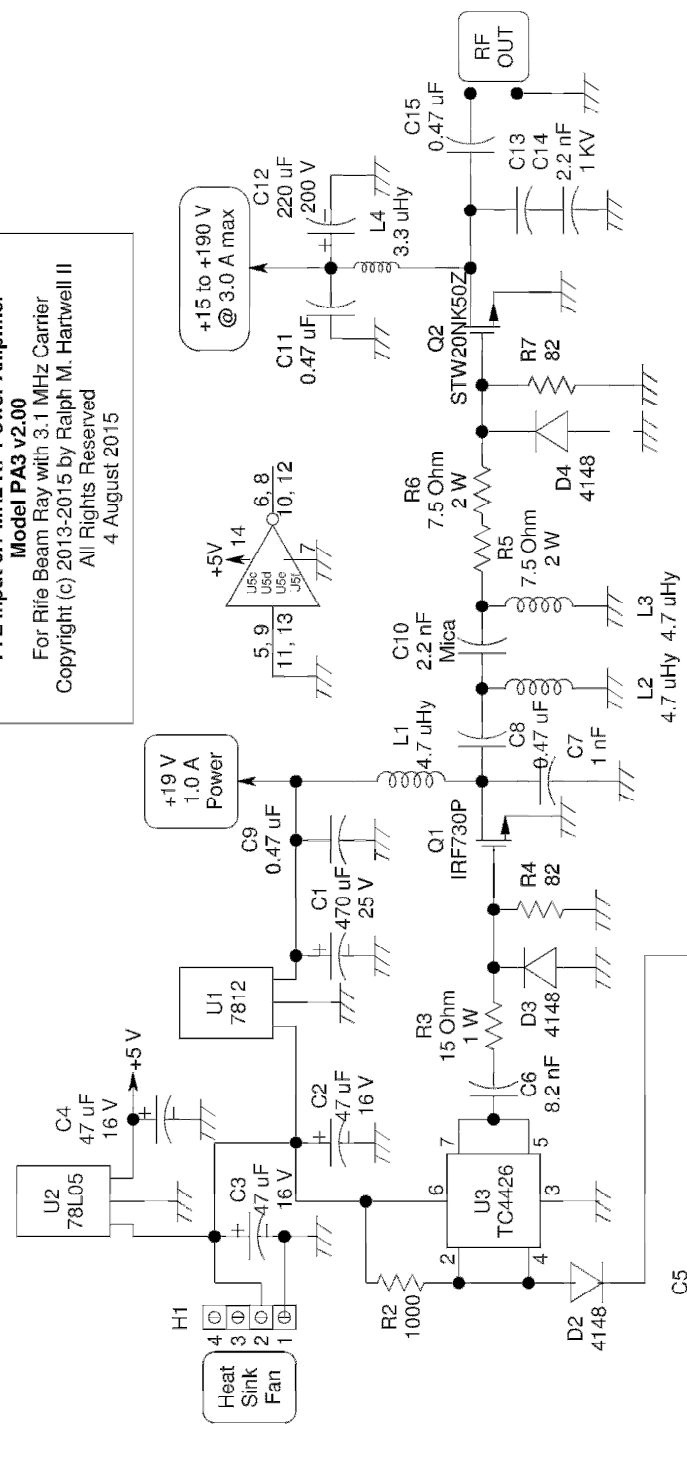 Model PA3 v2.00
For Rife Beam Ray with 3.1 MHz Carrier
Copyright (c) 2013-2015 by Ralph M. Hartwell II
All Rights Reserved
4 August 2015
RF
OUT
C15
0.47 uF
C13
C14
2.2 nF
1 KV
C12
220 uF
200 V
+
−
L4
3.3 uHy
+15 to +190 V
@ 3.0 A max
C11
0.47 uF
Q2
STW20NK50Z
R7
82
D4
4148
R6
7.5 Ohm
2 W
R5
7.5 Ohm
2 W
+5V
14
6, 8
10, 12
U5c
U5d
U5e
U5f
7
5, 9
11, 13
C10
2.2 nF
Mica
L3
4.7 uHy
L2
4.7 uHy
+19 V
1.0 A
Power
L1
4.7 uHy
C8
0.47 uF
C7
1 nF
C9
0.47 uF
C1
470 uF
25 V
+
Q1
IRF730P
R4
82
D3
4148
R3
15 Ohm
1 W
C6
8.2 nF
U1
7812
C2
47 uF
16 V
+
+5 V
C4
47 uF
16 V
+
U2
78L05
C3
47 uF
16 V
+
H1
4
3
2
1
Heat
Sink
Fan
7
5
6
3
2
4
U3
TC4426
R2
1000
D2
4148
C5